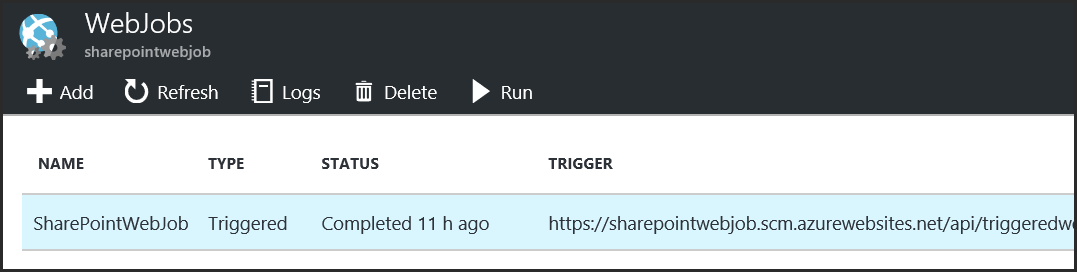 WebJobs
sharepointwebjob
Add Refresh Logs Delete Run
NAME TYPE STATUS TRIGGER
SharePointWebJob Triggered Completed 11 h ago https://sharepointwebjob.scm.azurewebsites.net/api/triggeredw